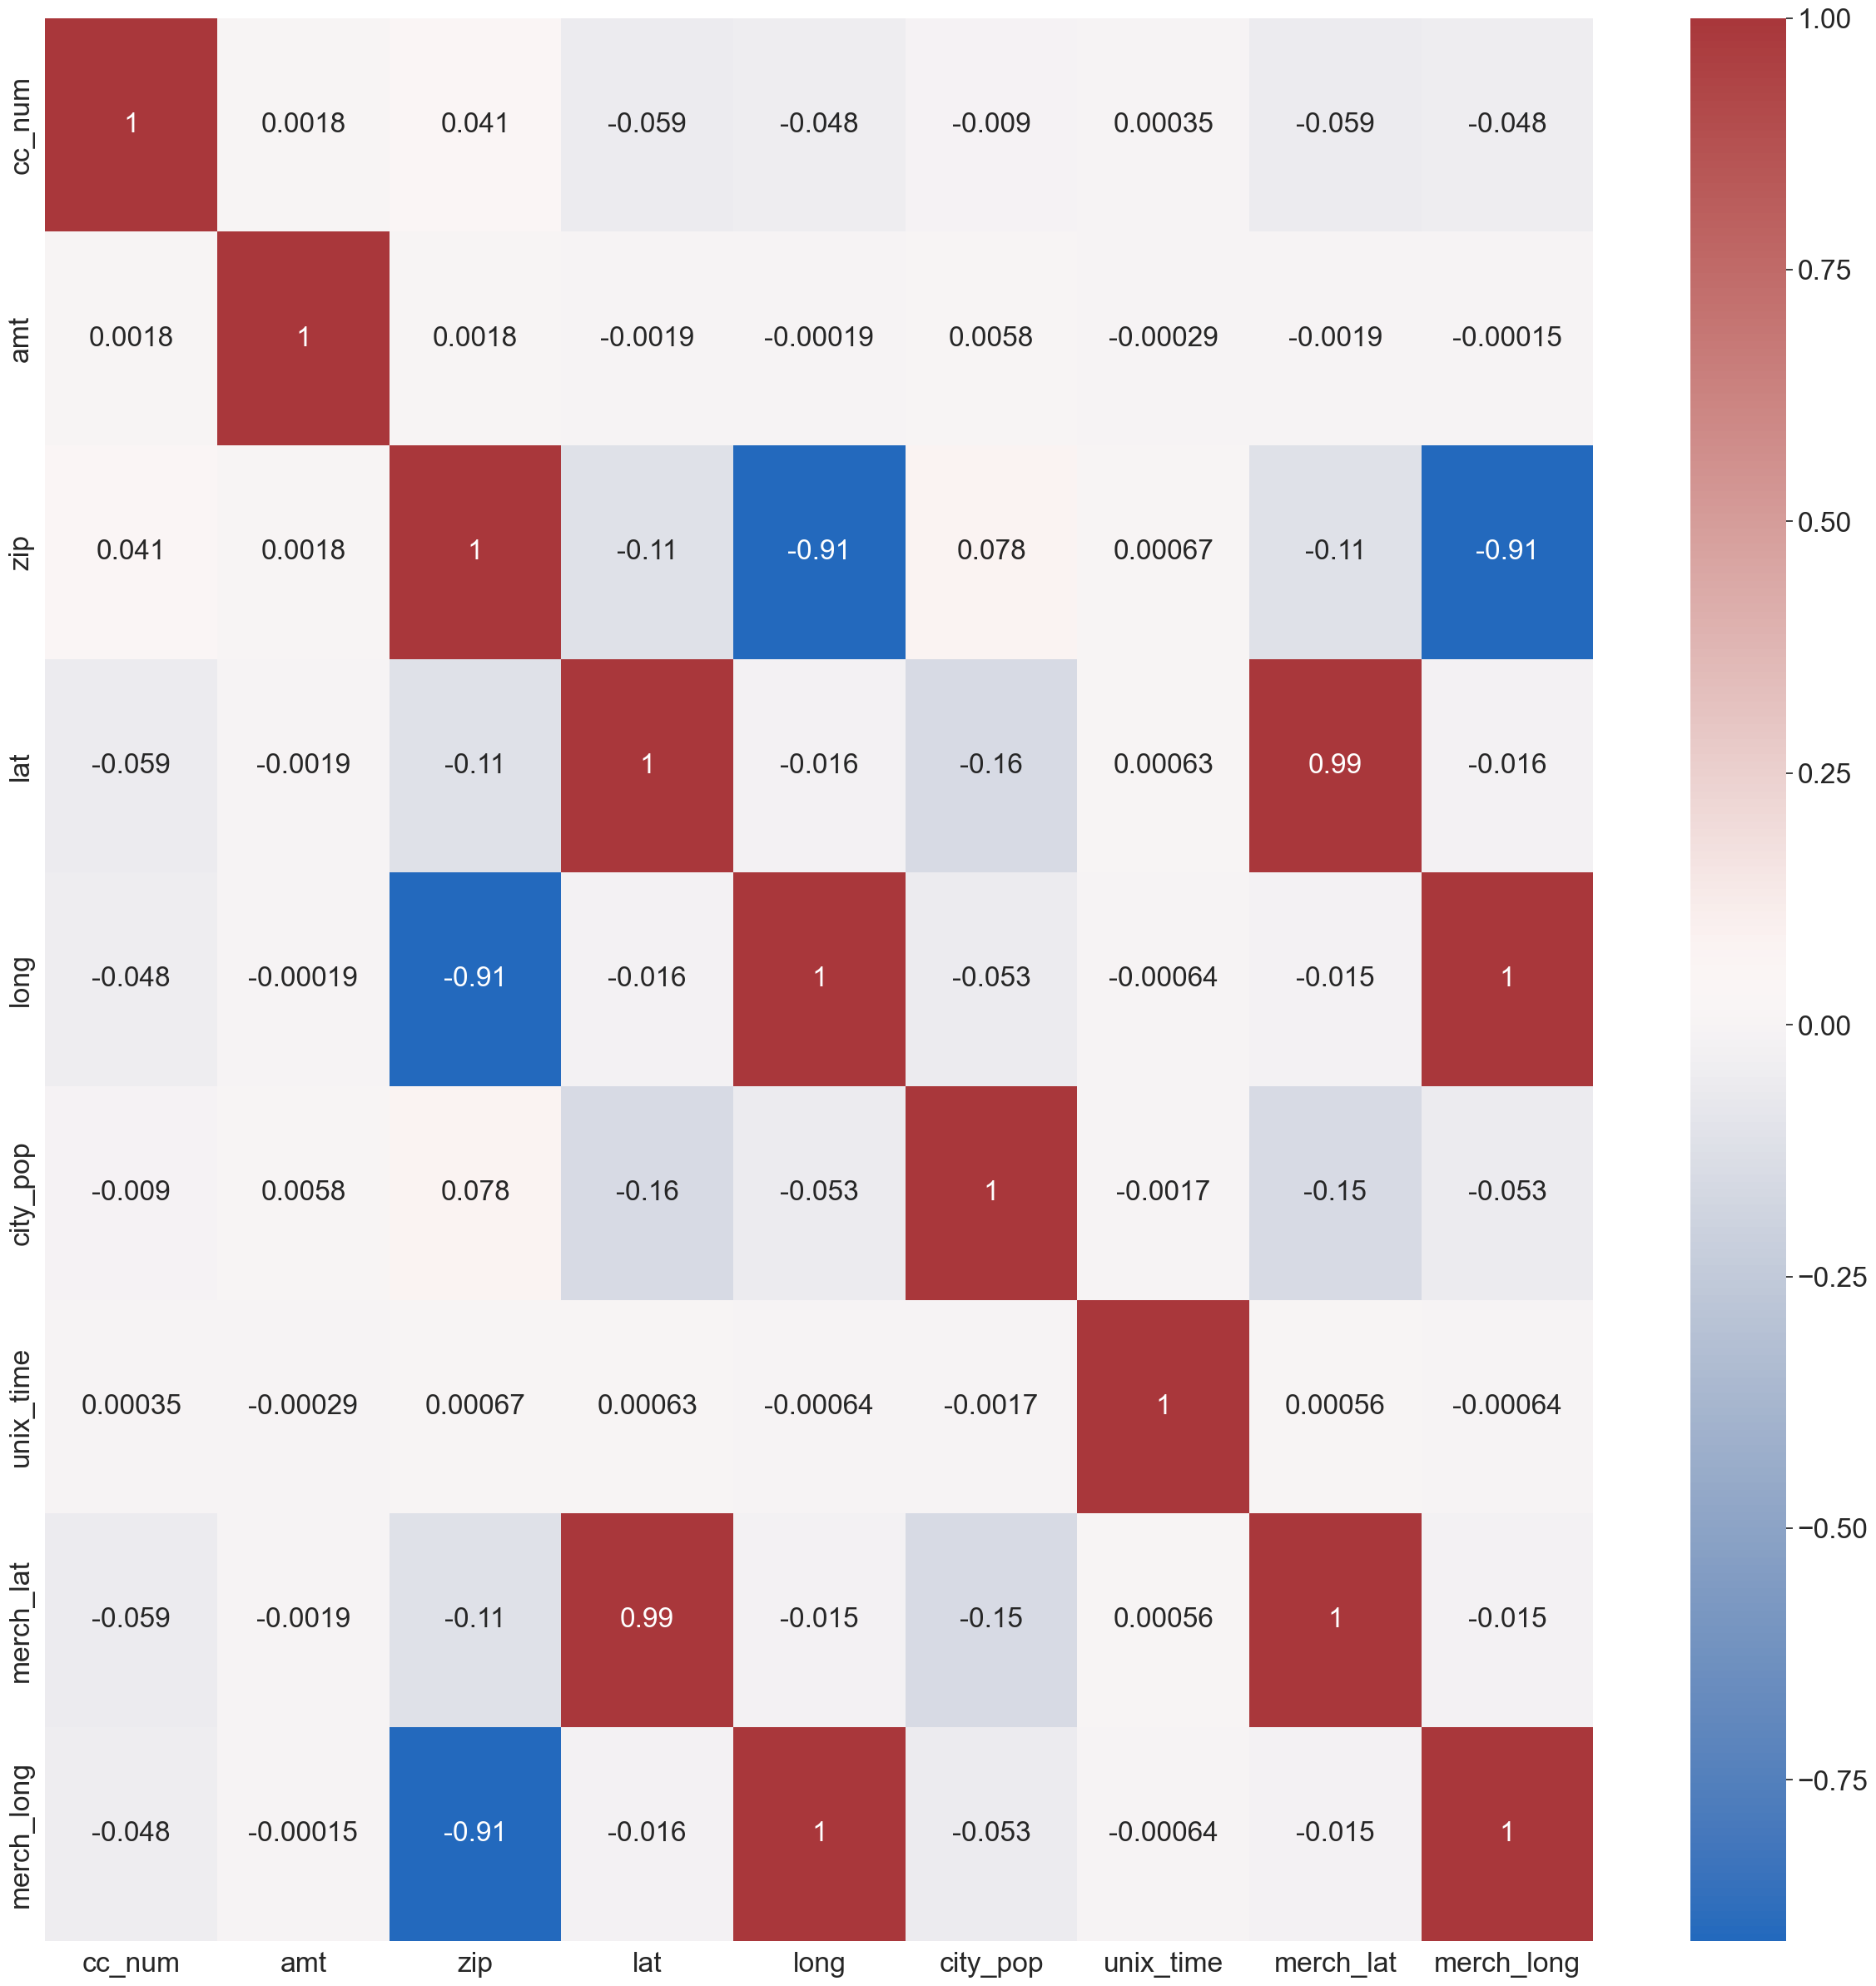 cc_num 1 0.0018 0.041 -0.059 -0.048 -0.009 0.00035 -0.059 -0.048
amt 0.0018 1 0.0018 -0.0019 -0.00019 0.0058 -0.00029 -0.0019 -0.00015
zip 0.041 0.0018 1 -0.11 -0.91 0.078 0.00067 -0.11 -0.91
lat -0.059 -0.0019 -0.11 1 -0.016 -0.16 0.00063 0.99 -0.016
long -0.048 -0.00019 -0.91 -0.016 1 -0.053 -0.00064 -0.015 1
city_pop -0.009 0.0058 0.078 -0.16 -0.053 1 -0.0017 -0.15 -0.053
unix_time 0.00035 -0.00029 0.00067 0.00063 -0.00064 -0.0017 1 0.00056 -0.00064
merch_lat -0.059 -0.0019 -0.11 0.99 -0.015 -0.15 0.00056 1 -0.015
merch_long -0.048 -0.00015 -0.91 -0.016 1 -0.053 -0.00064 -0.015 1
cc_num amt zip lat long city_pop unix_time merch_lat merch_long
1.00
0.75
0.50
0.25
0.00
−0.25
−0.50
−0.75